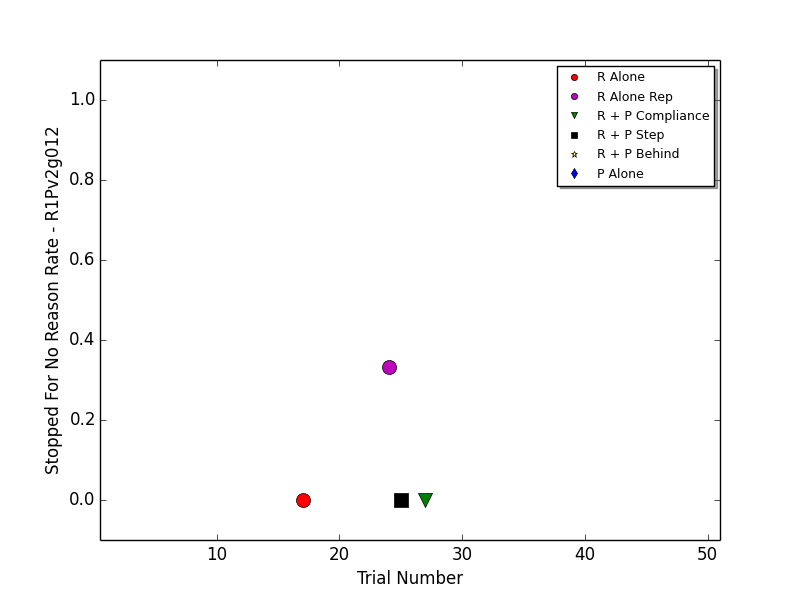 R Alone
R Alone Rep
R + P Compliance
R + P Step
R + P Behind
P Alone
1.0
0.8
0.6
0.4
0.2
0.0
Stopped For No Reason Rate - R1Pv2g012
10 20 30 40 50
Trial Number